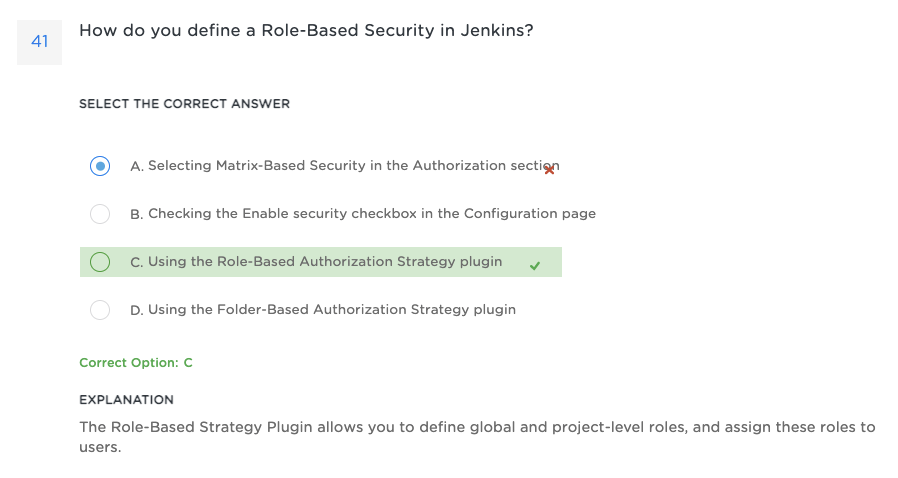 41
How do you define a Role-Based Security in Jenkins?
SELECT THE CORRECT ANSWER
A. Selecting Matrix-Based Security in the Authorization section
B. Checking the Enable security checkbox in the Configuration page
C. Using the Role-Based Authorization Strategy plugin
D. Using the Folder-Based Authorization Strategy plugin
Correct Option: C
EXPLANATION
The Role-Based Strategy Plugin allows you to define global and project-level roles, and assign these roles to
users.